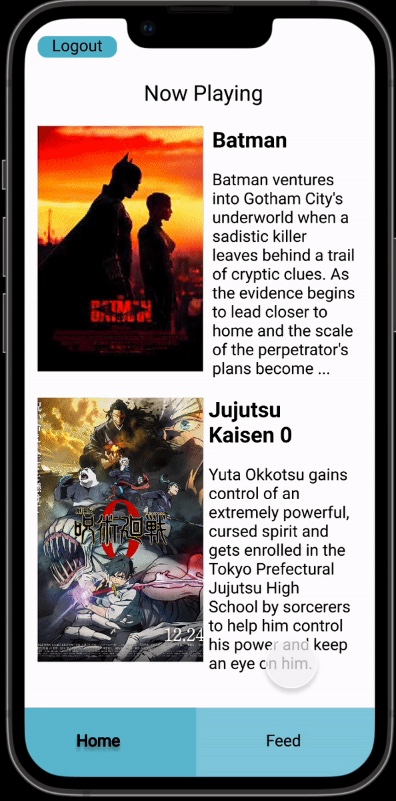 Logout
Now Playing
Batman
Batman ventures
into Gotham City's
underworld when a
sadistic killer
leaves behind a trail
of cryptic clues. As
the evidence begins
to lead closer to
home and the scale
of the perpetrator's
plans become ...
BATMAN
Jujutsu
Kaisen 0
Yuta Okkotsu gains
control of an
extremely powerful,
cursed spirit and
gets enrolled in the
Tokyo Prefectural
Jujutsu High
School by sorcerers
to help him control
his power and keep
an eye on him.
呪術廻戦
0
12.24
Home
Feed